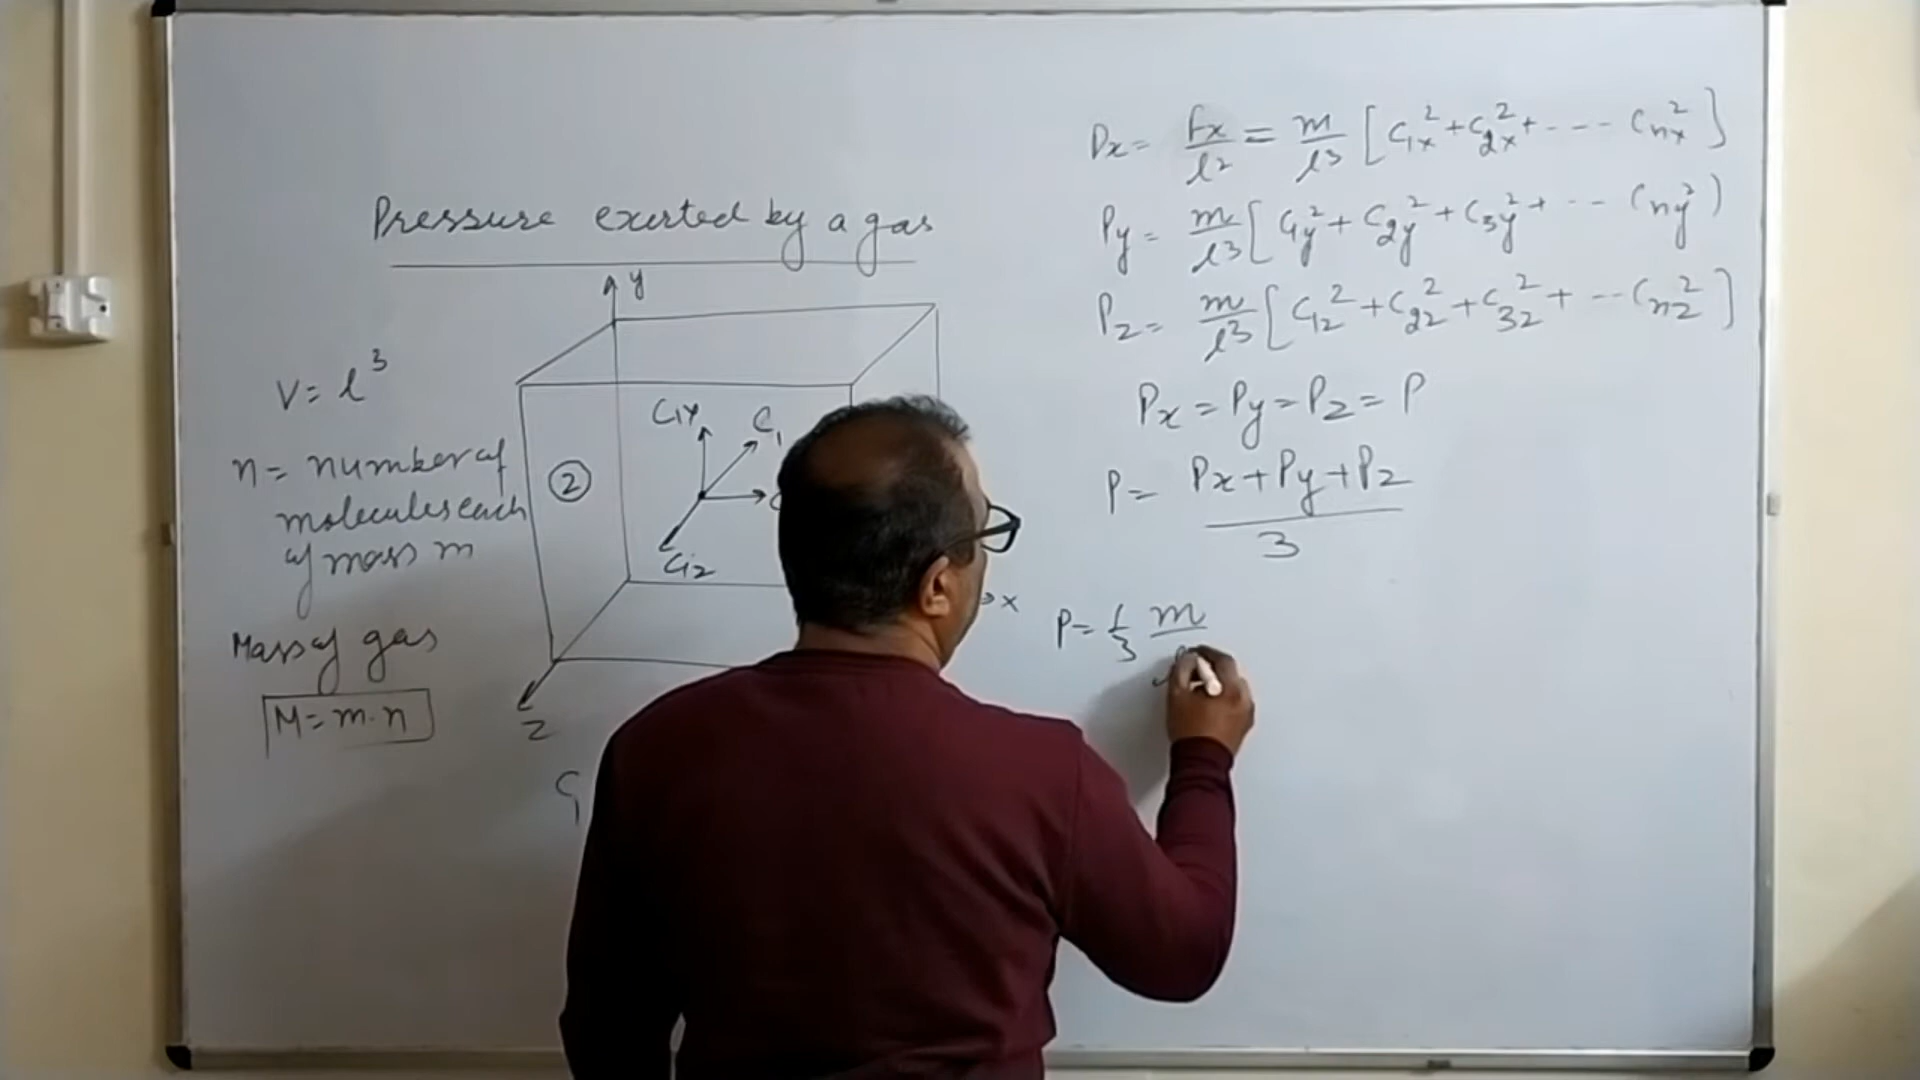 Pressure exerted by a gas
y
V = l³
n = number of
molecules each
of mass m
Mass of gas
M = m.n
C₁y
C₁
C₁z
2
x
z
Px = Fx/l² = m/l³ [C₁x² + C₂x² + --- Cnx²]
Py = m/l³ [C₁y² + C₂y² + C₃y² + -- Cny²)
Pz = m/l³ [C₁z² + C₂z² + C₃z² + -- Cnz²]
Px = Py = Pz = P
P = Px + Py + Pz / 3
P = 1/3 m